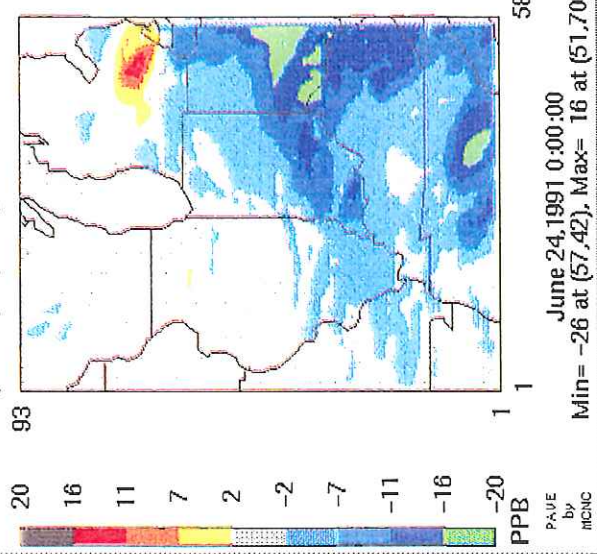 93
1
1
58
20
16
11
7
2
-2
-7
-11
-16
-20
PPB
PAVE
by
MCNC
June 24,1991 0:00:00
Min= -26 at (57,42), Max= 16 at (51,70